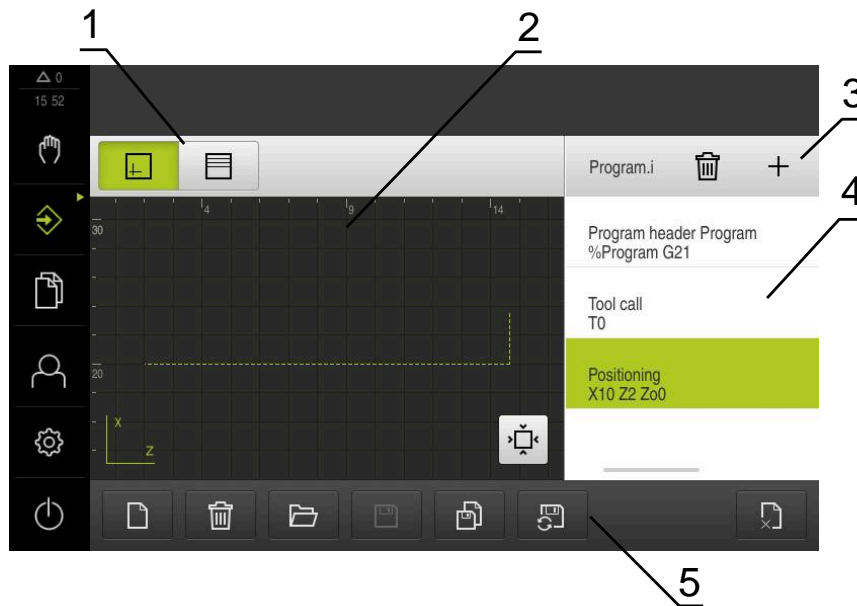 1
2
3
4
5
0
15 52
Program.i
4
9
14
30
20
X
Z
Program header Program
%Program G21
Tool call
T0
Positioning
X10 Z2 Zo0